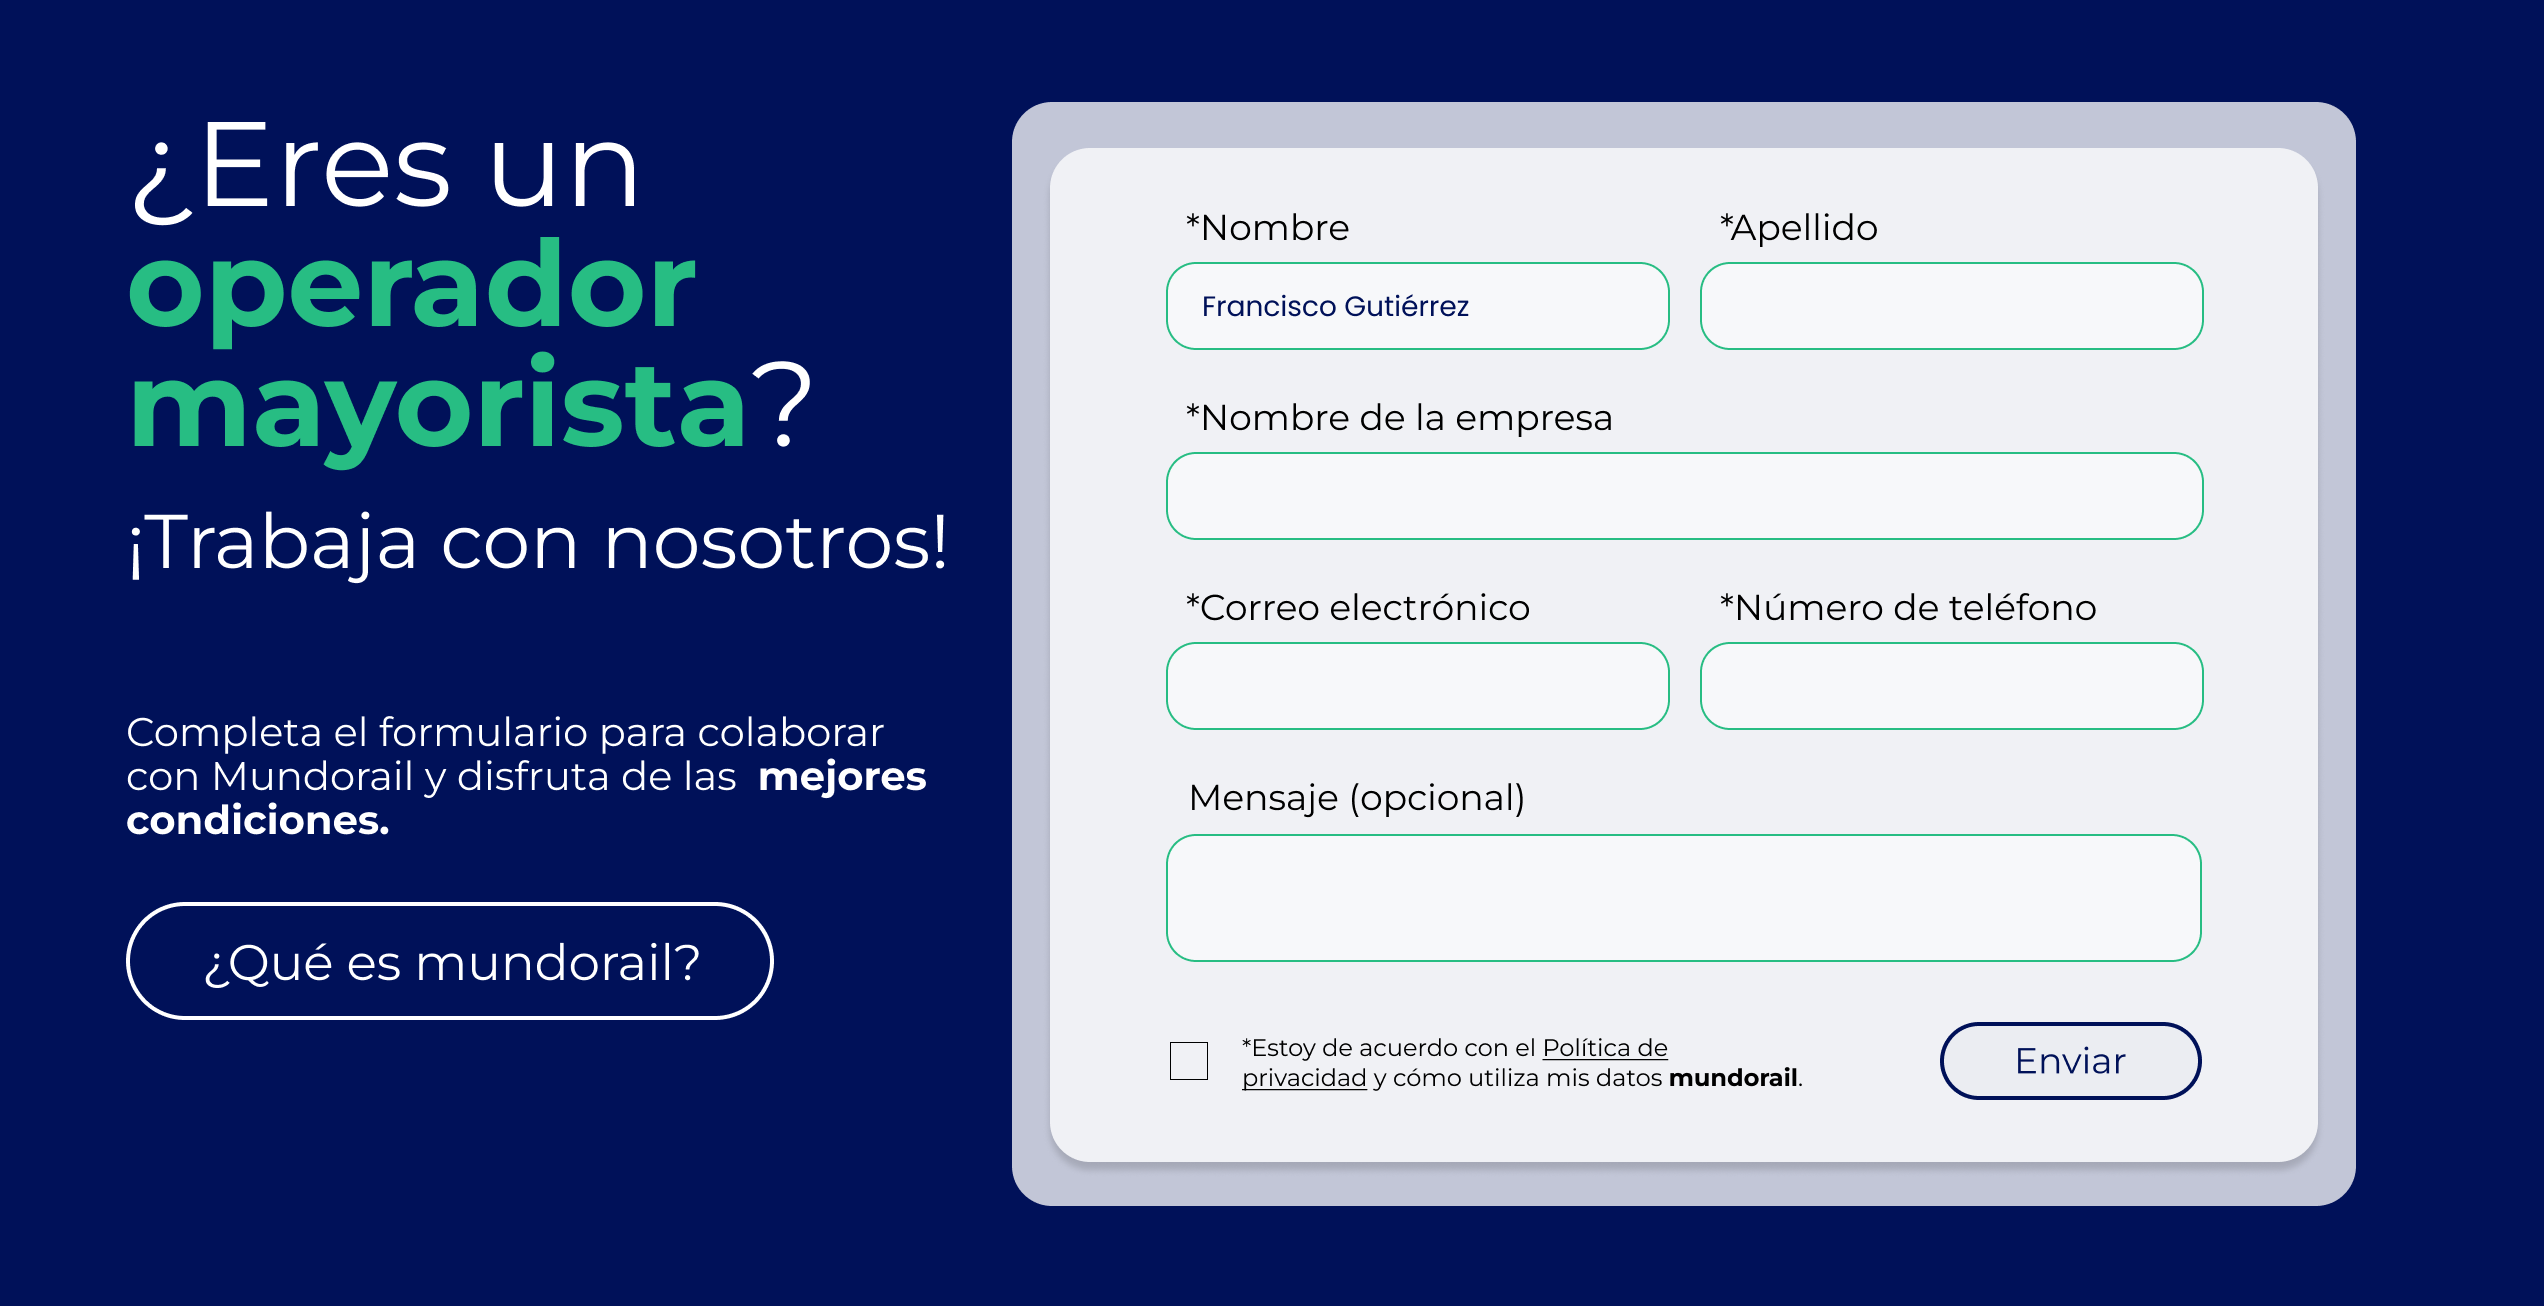 ¿Eres un
operador
mayorista?
¡Trabaja con nosotros!
Completa el formulario para colaborar
con Mundorail y disfruta de las mejores
condiciones.
¿Qué es mundorail?
*Nombre
*Apellido
Francisco Gutiérrez
*Nombre de la empresa
*Correo electrónico
*Número de teléfono
Mensaje (opcional)
*Estoy de acuerdo con el Política de
privacidad y cómo utiliza mis datos mundorail.
Enviar